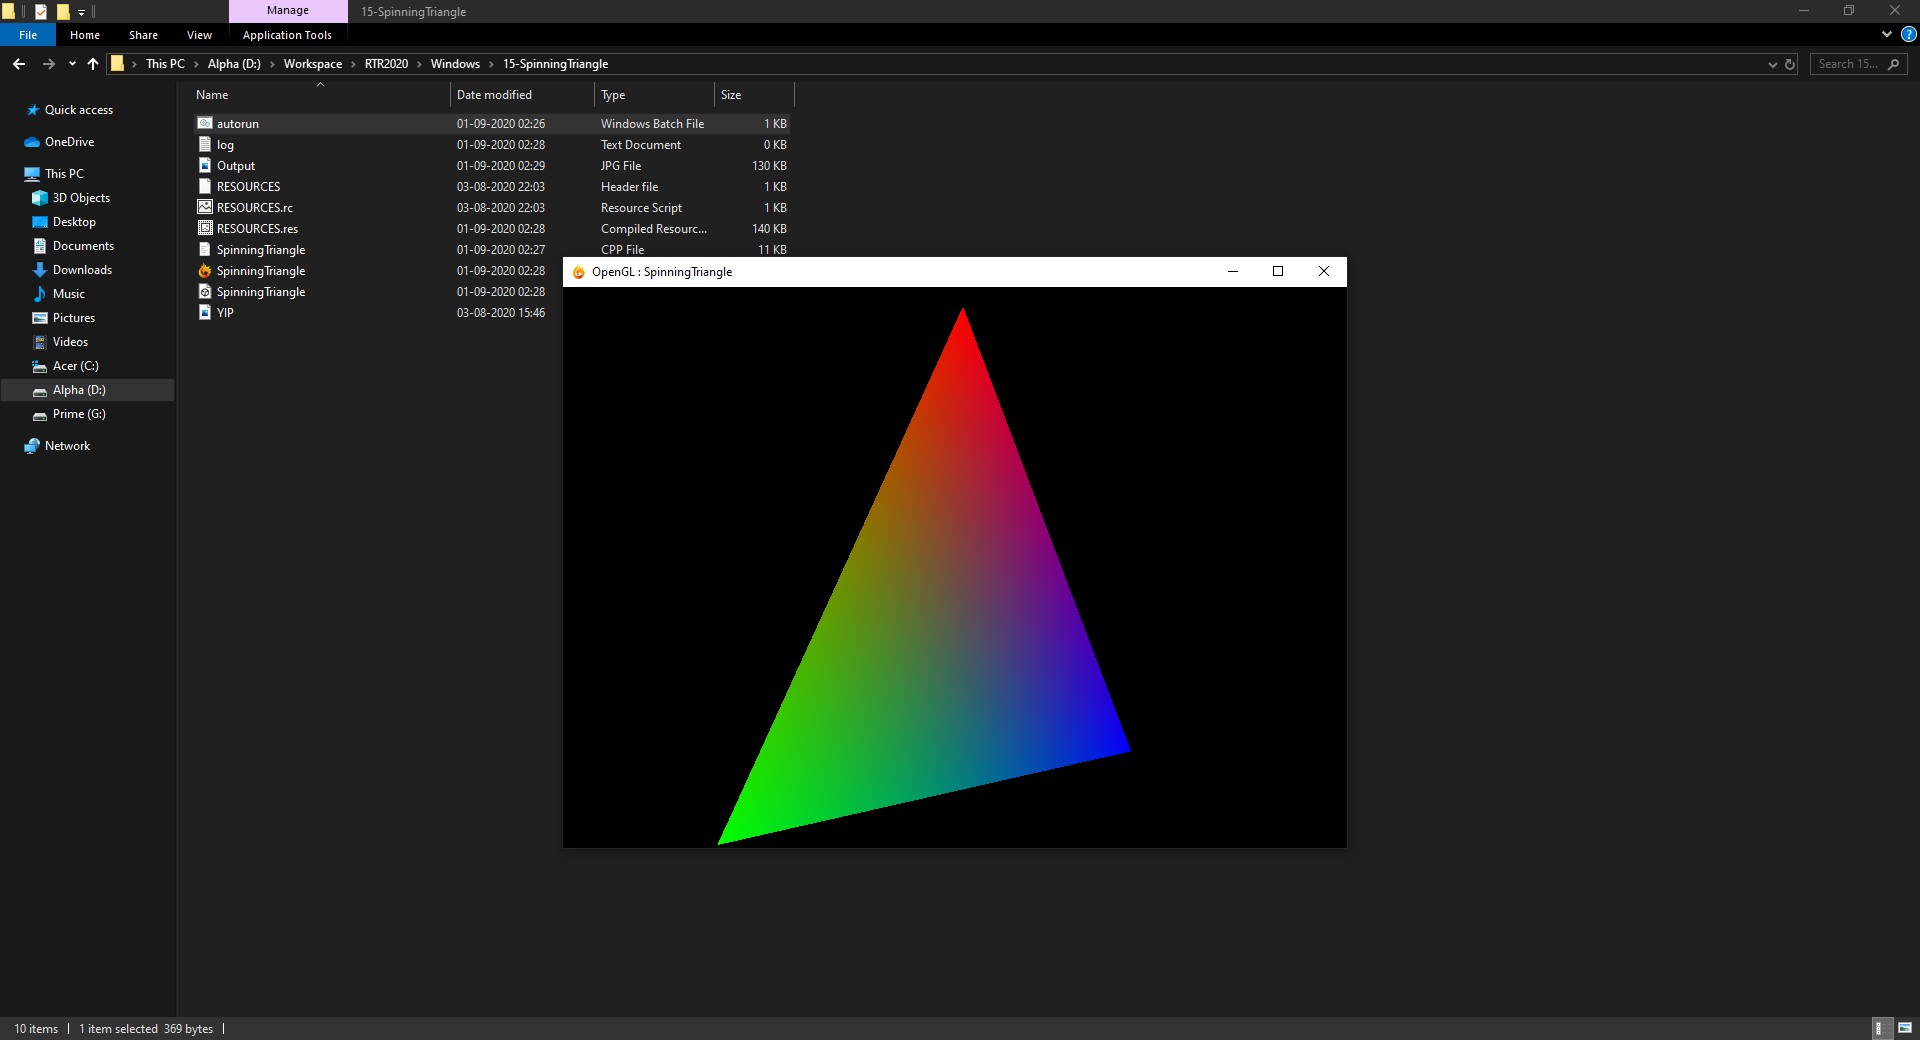 Manage
15-SpinningTriangle
File
Home
Share
View
Application Tools
?
This PC
Alpha (D:)
Workspace
RTR2020
Windows
15-SpinningTriangle
Search 15...
Name
Date modified
Type
Size
Quick access
OneDrive
This PC
3D Objects
Desktop
Documents
Downloads
Music
Pictures
Videos
Acer (C:)
Alpha (D:)
Prime (G:)
Network
autorun 01-09-2020 02:26 Windows Batch File 1 KB
log 01-09-2020 02:28 Text Document 0 KB
Output 01-09-2020 02:29 JPG File 130 KB
RESOURCES 03-08-2020 22:03 Header file 1 KB
RESOURCES.rc 03-08-2020 22:03 Resource Script 1 KB
RESOURCES.res 01-09-2020 02:28 Compiled Resourc... 140 KB
SpinningTriangle 01-09-2020 02:27 CPP File 11 KB
SpinningTriangle 01-09-2020 02:28
SpinningTriangle 01-09-2020 02:28
YIP 03-08-2020 15:46
OpenGL : SpinningTriangle
10 items
1 item selected 369 bytes